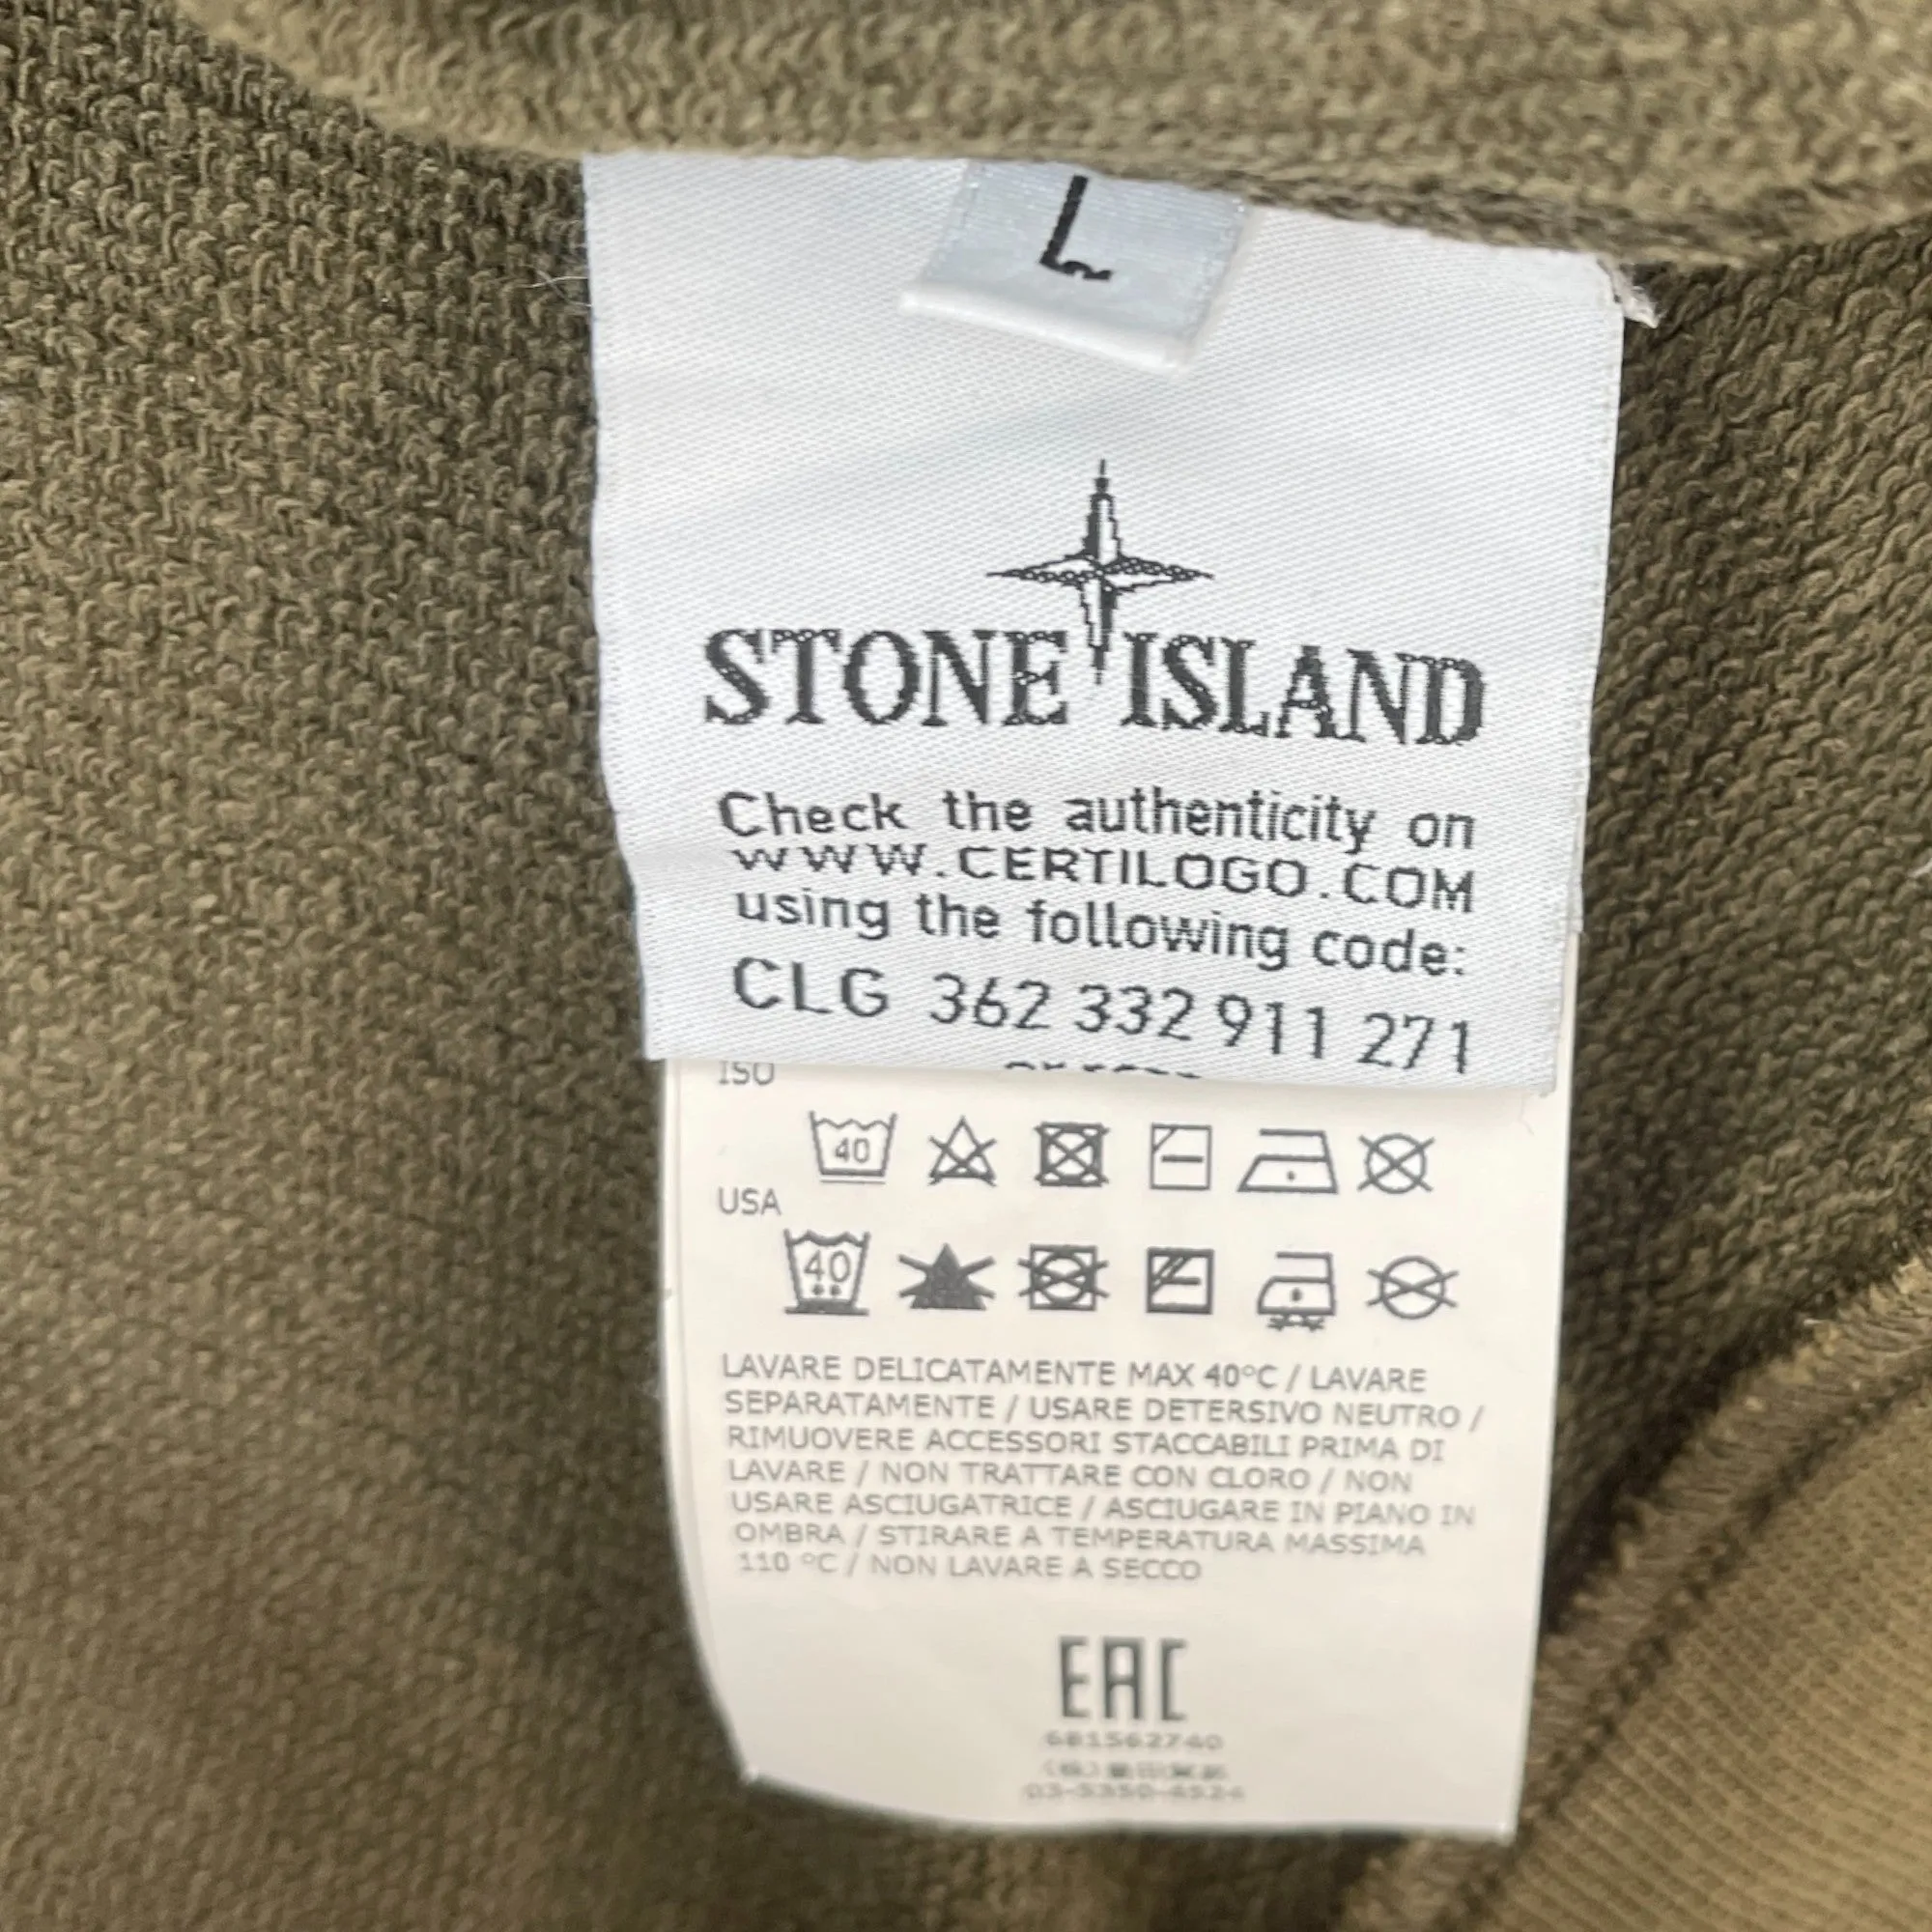 L
STONE ISLAND
Check the authenticity on
WWW.CERTILOGO.COM
using the following code:
CLG 362 332 911 271
ISO
40
USA
40
LAVARE DELICATAMENTE MAX 40°C / LAVARE
SEPARATAMENTE / USARE DETERSIVO NEUTRO /
RIMUOVERE ACCESSORI STACCABILI PRIMA DI
LAVARE / NON TRATTARE CON CLORO / NON
USARE ASCIUGATRICE / ASCIUGARE IN PIANO IN
OMBRA / STIRARE A TEMPERATURA MASSIMA
110 °C / NON LAVARE A SECCO
EAC
681562740
03-5350-4524